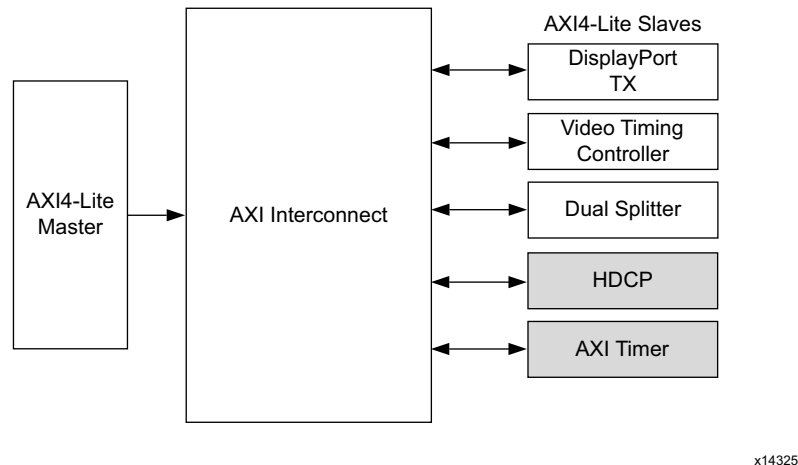 AXI4-Lite Slaves
DisplayPort
TX
Video Timing
Controller
AXI4-Lite
Master
AXI Interconnect
Dual Splitter
HDCP
AXI Timer
x14325